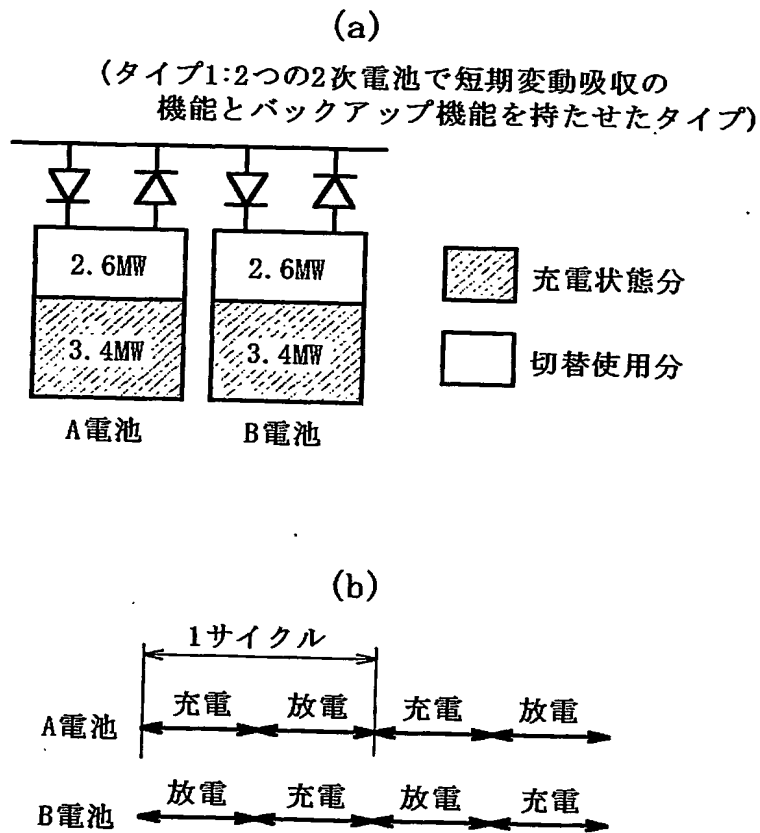 (a)
(タイプ1:2つの2次電池で短期変動吸収の
機能とバックアップ機能を持たせたタイプ)
2.6MW
2.6MW
充電状態分
3.4MW
3.4MW
切替使用分
A電池
B電池
(b)
1サイクル
充電 放電 充電 放電
A電池
放電 充電 放電 充電
B電池